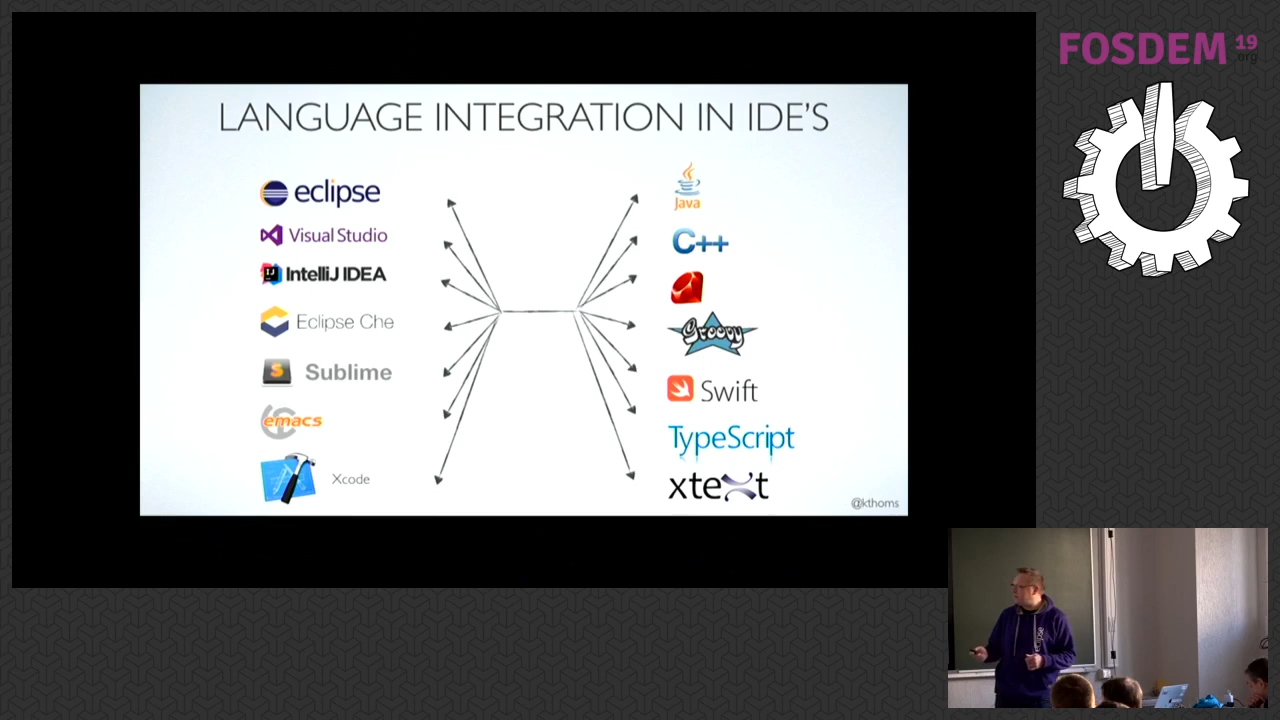 FOSDEM 19
.org
LANGUAGE INTEGRATION IN IDE'S
eclipse
Visual Studio
IntelliJ IDEA
Eclipse Che
Sublime
emacs
Xcode
Java
C++
Groovy
Swift
TypeScript
xtext
@kthoms
eclipse